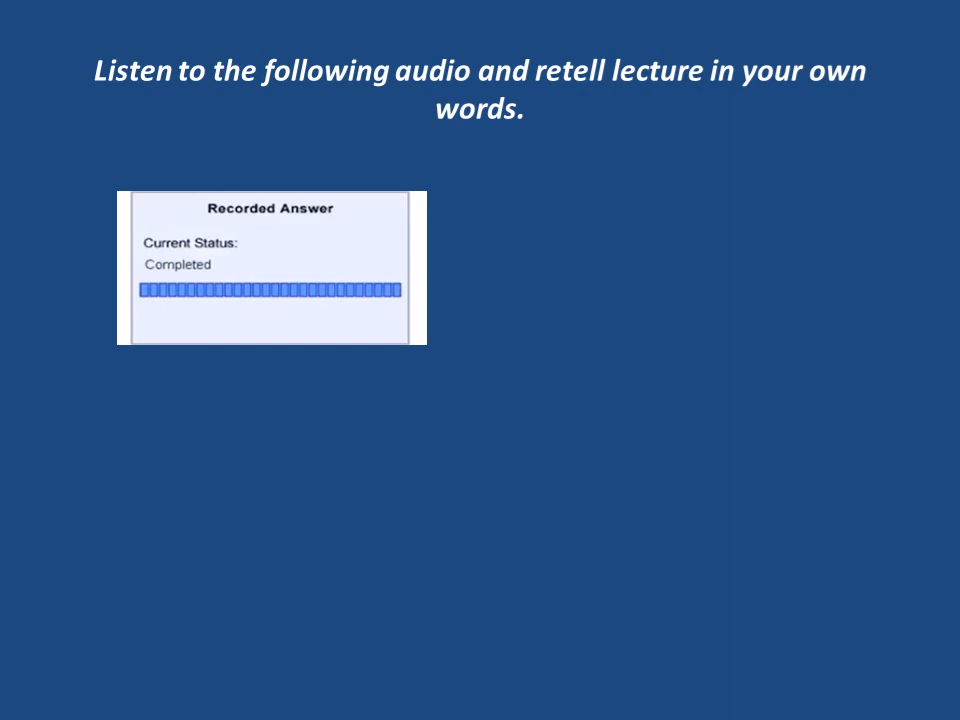 Listen to the following audio and retell lecture in your own
words.
Recorded Answer
Current Status:
Completed